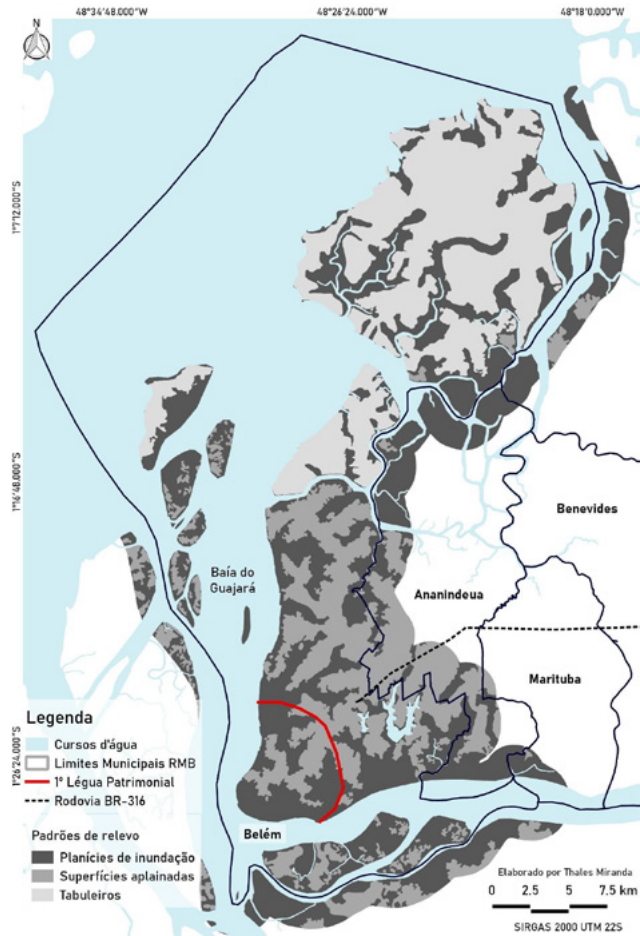 48°34'48.000"W
48°26'24.000"W
48°18'0.000"W
N
1°7'12.000"S
1°16'48.000"S
1°26'24.000"S
Benevides
Baía do
Guajará
Ananindeua
Marituba
Belém
Legenda
Cursos d'água
Limites Municipais RMB
1º Légua Patrimonial
Rodovia BR-316
Padrões de relevo
Planícies de inundação
Superfícies aplainadas
Tabuleiros
Elaborado por Thales Miranda
0 2.5 5 7.5 km
SIRGAS 2000 UTM 22S